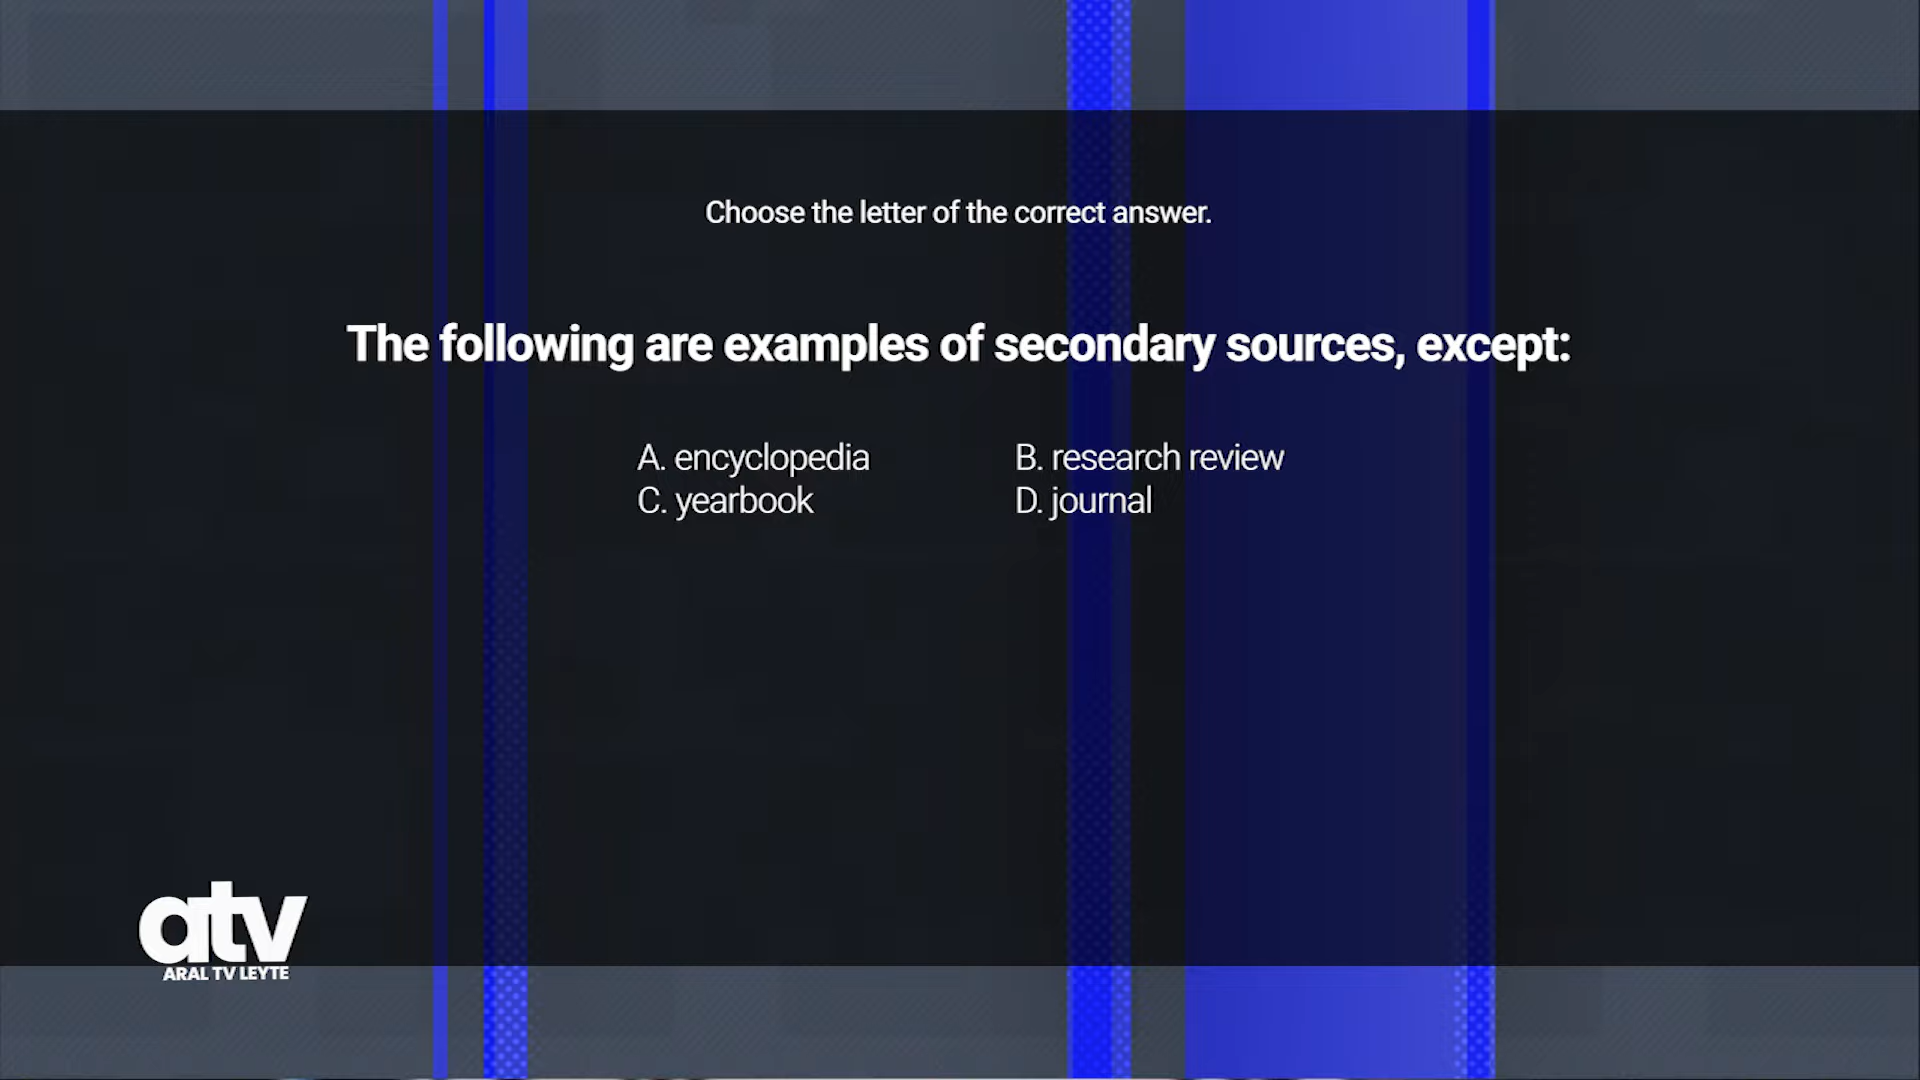 Choose the letter of the correct answer.
The following are examples of secondary sources, except:
A. encyclopedia B. research review
C. yearbook D. journal
atv
ARAL TV LEYTE